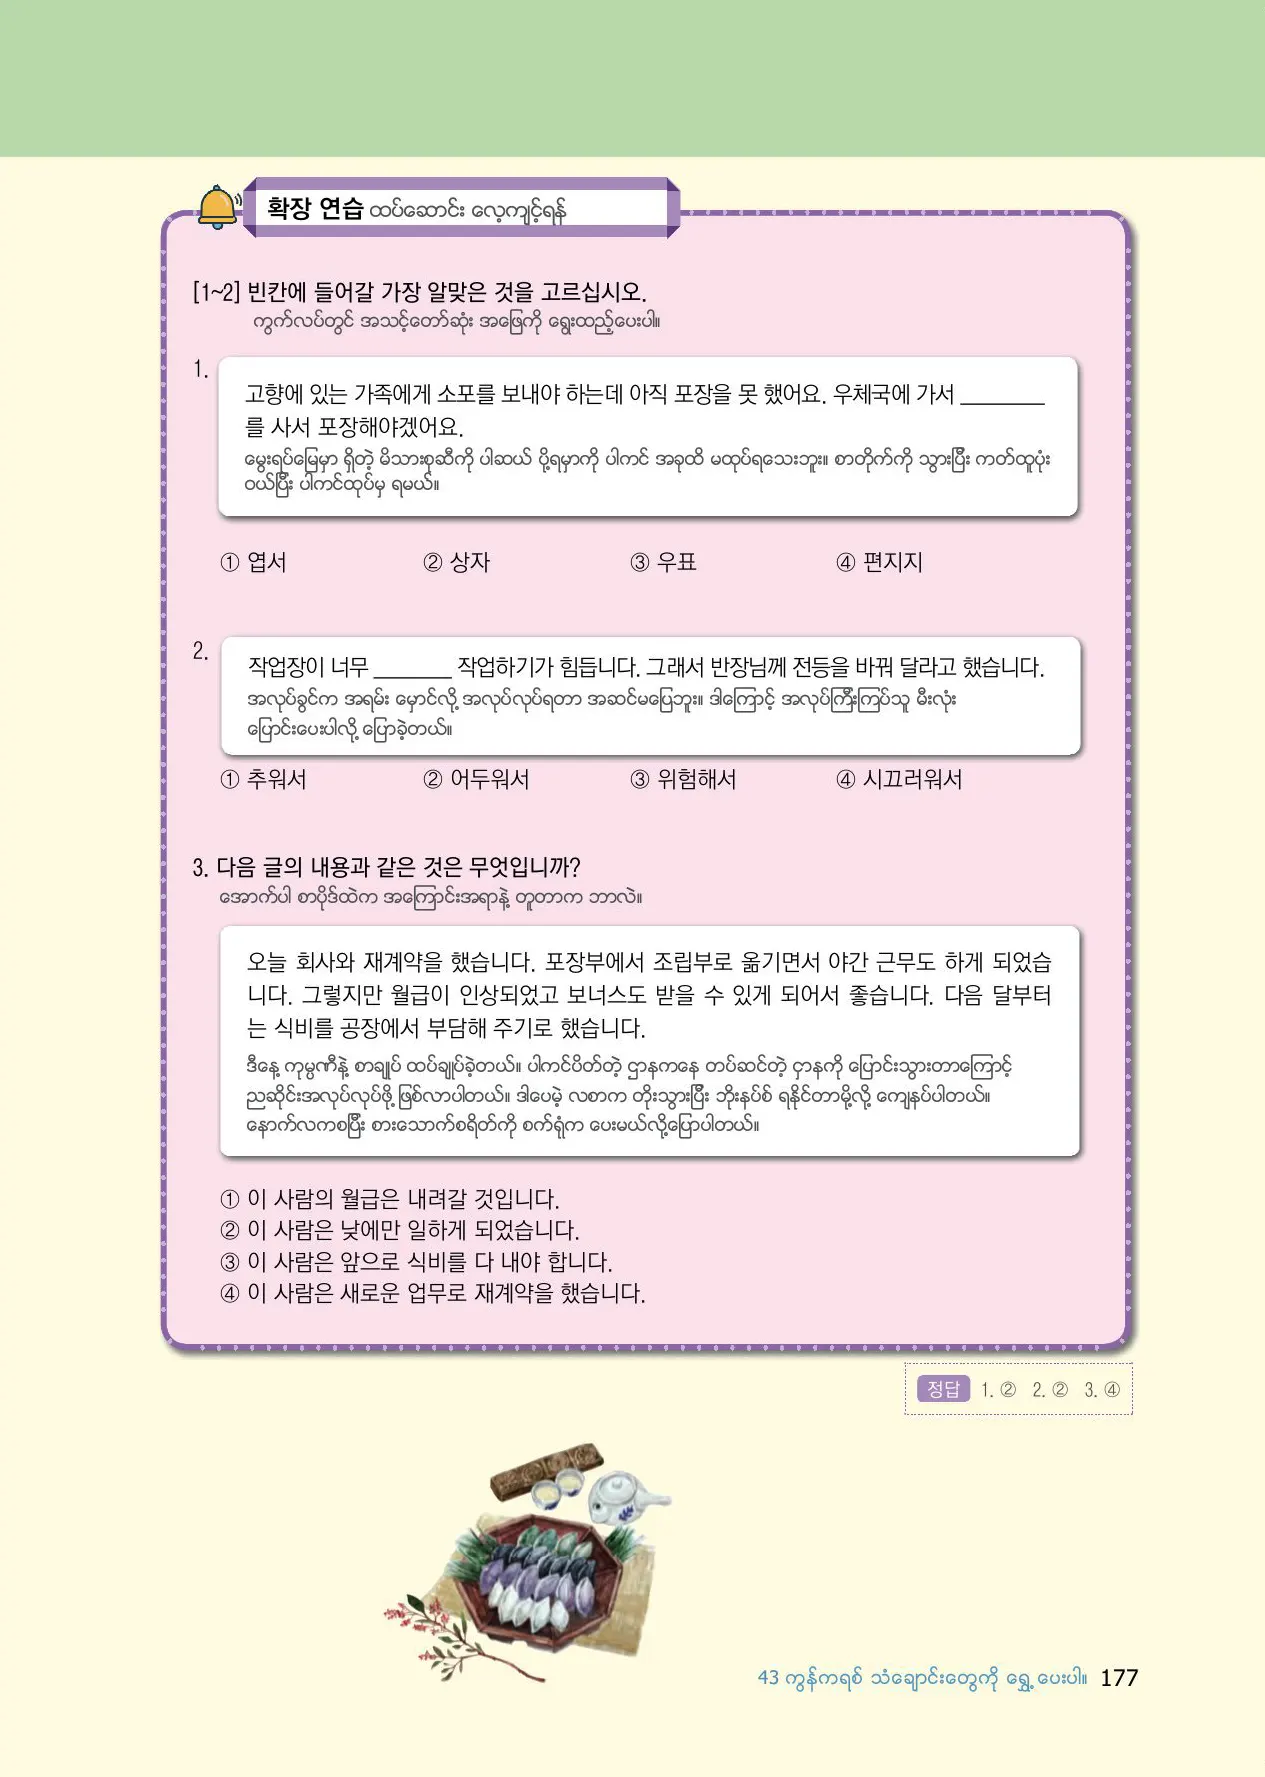 확장 연습 ထပ်ဆောင်း လေ့ကျင့်ရန်
[1~2] 빈칸에 들어갈 가장 알맞은 것을 고르십시오.
ကွက်လပ်တွင် အသင့်တော်ဆုံး အဖြေကို ရွေးထည့်ပေးပါ။
1.
고향에 있는 가족에게 소포를 보내야 하는데 아직 포장을 못 했어요. 우체국에 가서 ________
를 사서 포장해야겠어요.
မွေးရပ်မြေမှာ ရှိတဲ့ မိသားစုဆီကို ပါဆယ် ပို့ရမှာကို ပါကင် အခုထိ မထုပ်ရသေးဘူး။ စာတိုက်ကို သွားပြီး ကတ်ထူပုံး
ဝယ်ပြီး ပါကင်ထုပ်မှ ရမယ်။
① 엽서 ② 상자 ③ 우표 ④ 편지지
2.
작업장이 너무 ________ 작업하기가 힘듭니다. 그래서 반장님께 전등을 바꿔 달라고 했습니다.
အလုပ်ခွင်က အရမ်း မှောင်လို့ အလုပ်လုပ်ရတာ အဆင်မပြေဘူး။ ဒါကြောင့် အလုပ်ကြီးကြပ်သူ မီးလုံး
ပြောင်းပေးပါလို့ ပြောခဲ့တယ်။
① 추워서 ② 어두워서 ③ 위험해서 ④ 시끄러워서
3. 다음 글의 내용과 같은 것은 무엇입니까?
အောက်ပါ စာပိုဒ်ထဲက အကြောင်းအရာနဲ့ တူတာက ဘာလဲ။
오늘 회사와 재계약을 했습니다. 포장부에서 조립부로 옮기면서 야간 근무도 하게 되었습
니다. 그렇지만 월급이 인상되었고 보너스도 받을 수 있게 되어서 좋습니다. 다음 달부터
는 식비를 공장에서 부담해 주기로 했습니다.
ဒီနေ့ ကုမ္ပဏီနဲ့ စာချုပ် ထပ်ချုပ်ခဲ့တယ်။ ပါကင်ပိတ်တဲ့ ဌာနကနေ တပ်ဆင်တဲ့ ငှာနကို ပြောင်းသွားတာကြောင့်
ညဆိုင်းအလုပ်လုပ်ဖို့ ဖြစ်လာပါတယ်။ ဒါပေမဲ့ လစာက တိုးသွားပြီး ဘိုးနပ်စ် ရနိုင်တာမို့လို့ ကျေနပ်ပါတယ်။
နောက်လကစပြီး စားသောက်စရိတ်ကို စက်ရုံက ပေးမယ်လို့ပြောပါတယ်။
① 이 사람의 월급은 내려갈 것입니다.
② 이 사람은 낮에만 일하게 되었습니다.
③ 이 사람은 앞으로 식비를 다 내야 합니다.
④ 이 사람은 새로운 업무로 재계약을 했습니다.
정답 1. ② 2. ② 3. ④
43 ကွန်ကရစ် သံချောင်းတွေကို ရွှေ့ပေးပါ။ 177